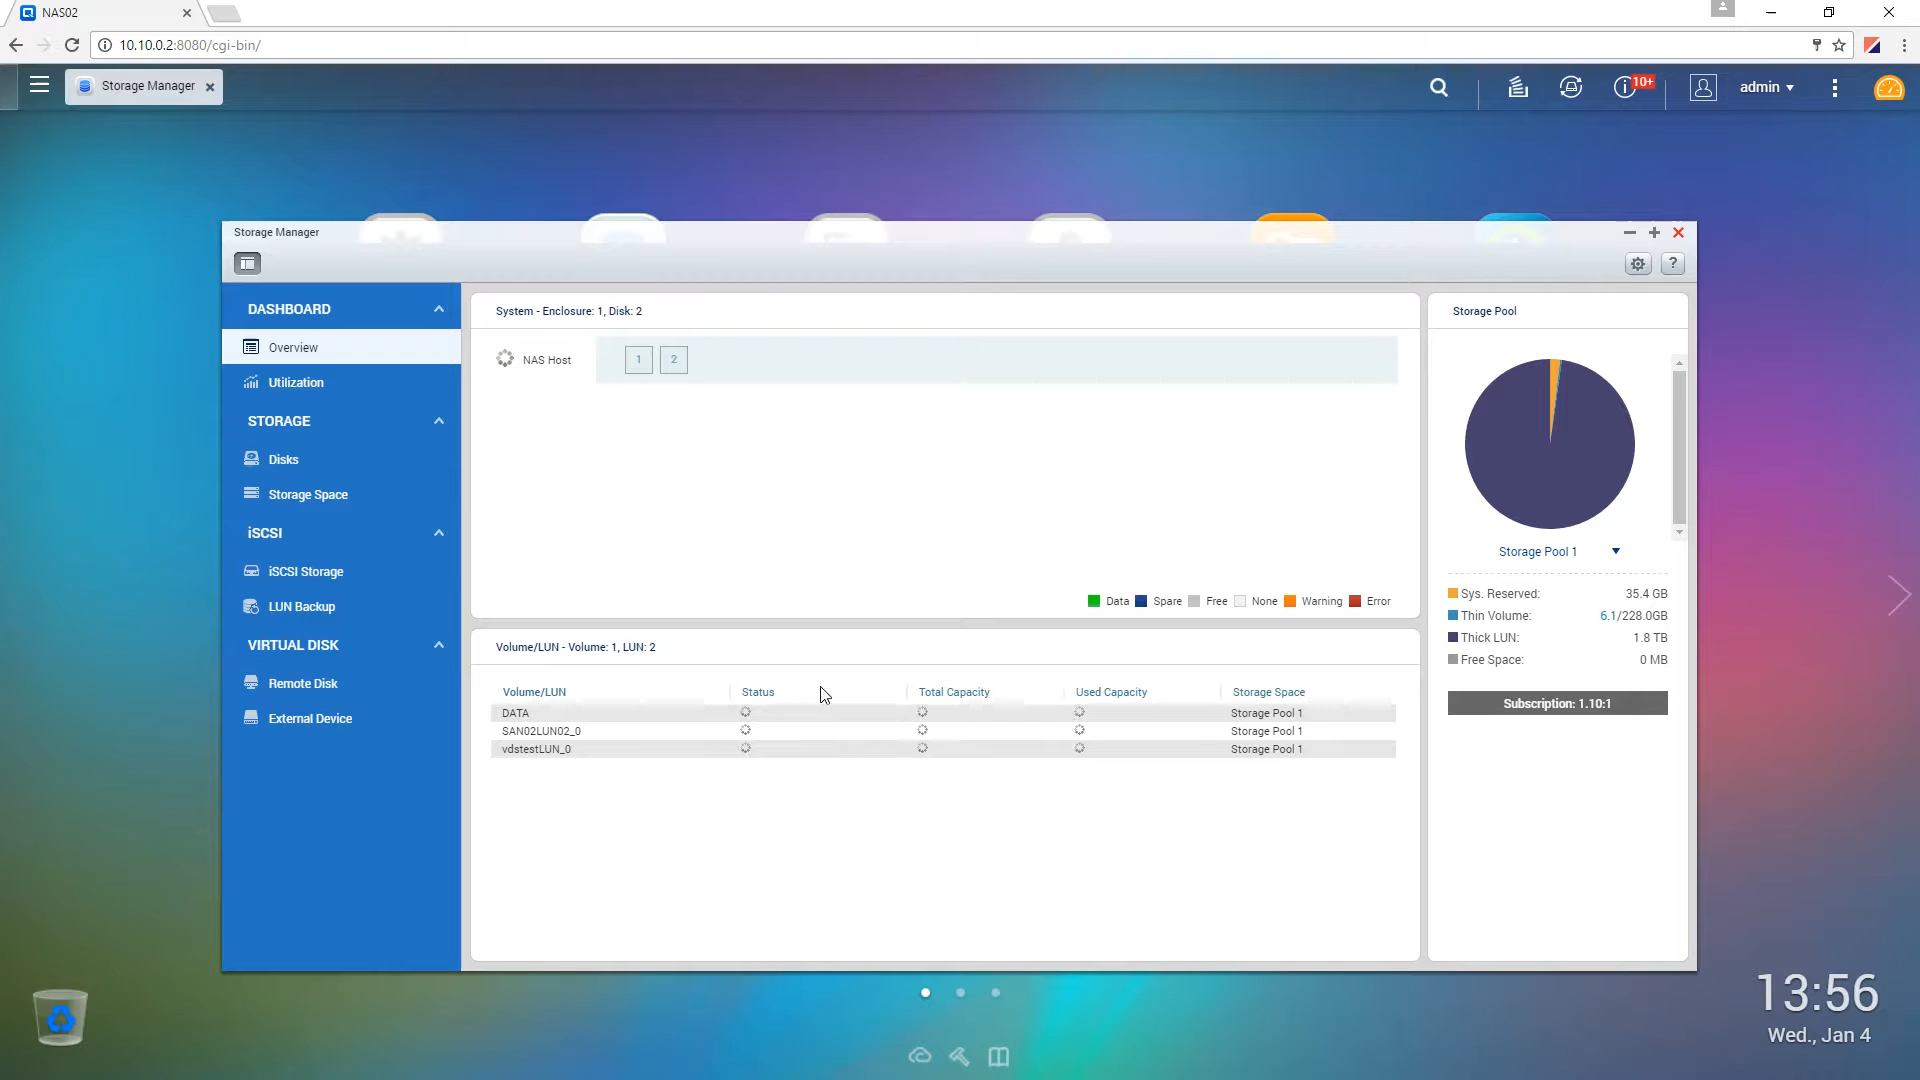 NAS02
10.10.0.2:8080/cgi-bin/
Storage Manager
10+
admin
Storage Manager
?
DASHBOARD
Overview
Utilization
STORAGE
Disks
Storage Space
iSCSI
iSCSI Storage
LUN Backup
VIRTUAL DISK
Remote Disk
External Device
System - Enclosure: 1, Disk: 2
NAS Host
1 2
Data Spare Free None Warning Error
Volume/LUN - Volume: 1, LUN: 2
Volume/LUN Status Total Capacity Used Capacity Storage Space
DATA Storage Pool 1
SAN02LUN02_0 Storage Pool 1
vdstestLUN_0 Storage Pool 1
Storage Pool
Storage Pool 1
Sys. Reserved: 35.4 GB
Thin Volume: 6.1/228.0GB
Thick LUN: 1.8 TB
Free Space: 0 MB
Subscription: 1.10:1
13:56
Wed., Jan 4